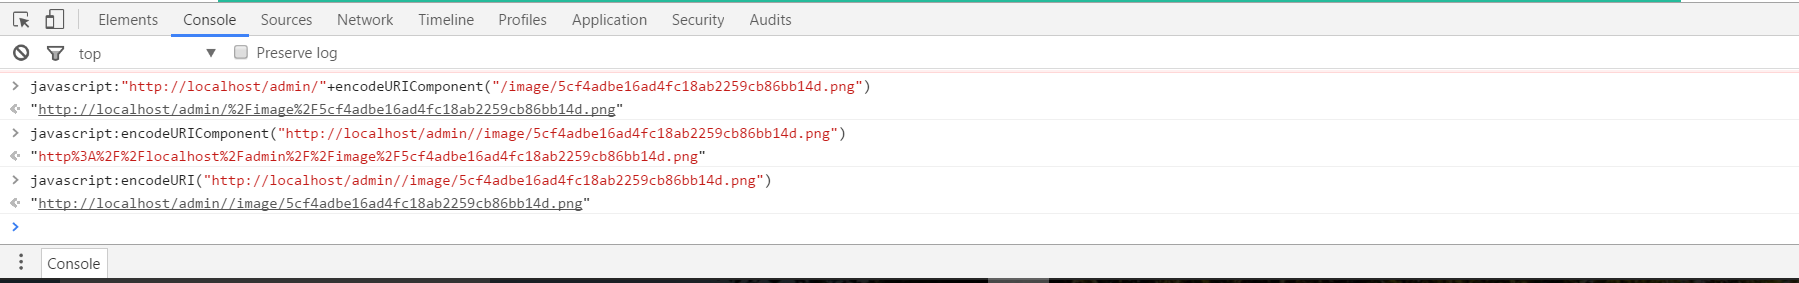 Elements Console Sources Network Timeline Profiles Application Security Audits
top Preserve log
javascript:"http://localhost/admin/"+encodeURIComponent("/image/5cf4adbe16ad4fc18ab2259cb86bb14d.png")
"http://localhost/admin/%2Fimage%2F5cf4adbe16ad4fc18ab2259cb86bb14d.png"
javascript:encodeURIComponent("http://localhost/admin//image/5cf4adbe16ad4fc18ab2259cb86bb14d.png")
"http%3A%2F%2Flocalhost%2Fadmin%2F%2Fimage%2F5cf4adbe16ad4fc18ab2259cb86bb14d.png"
javascript:encodeURI("http://localhost/admin//image/5cf4adbe16ad4fc18ab2259cb86bb14d.png")
"http://localhost/admin//image/5cf4adbe16ad4fc18ab2259cb86bb14d.png"
Console